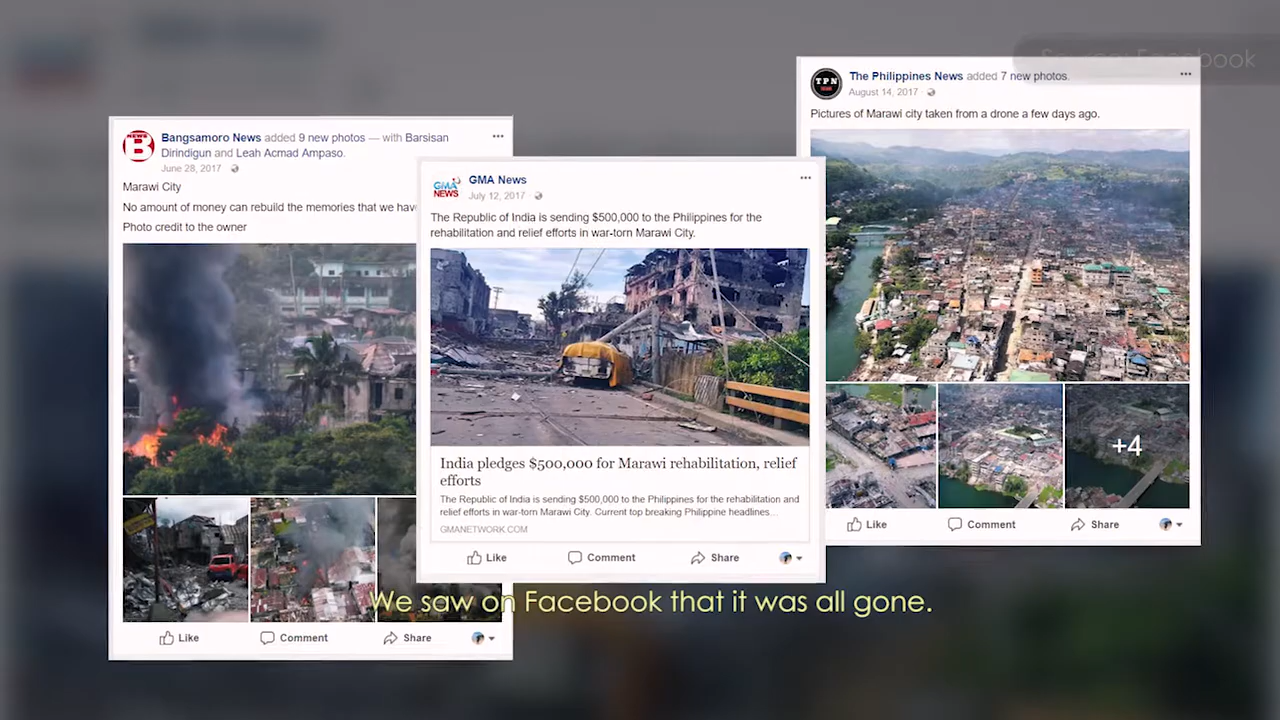 Source: Facebook
NEWS
B
Bangsamoro News added 9 new photos — with Barsisan
Dirindigun and Leah Acmad Ampaso.
June 28, 2017
Marawi City
No amount of money can rebuild the memories that we hav
Photo credit to the owner
Like Comment Share
GMA
NEWS
GMA News
July 12, 2017
The Republic of India is sending $500,000 to the Philippines for the
rehabilitation and relief efforts in war-torn Marawi City.
India pledges $500,000 for Marawi rehabilitation, relief
efforts
The Republic of India is sending $500,000 to the Philippines for the rehabilitation and
relief efforts in war-torn Marawi City. Current top breaking Philippine headlines...
GMANETWORK.COM
Like Comment Share
TPN
The Philippines News added 7 new photos.
August 14, 2017
Pictures of Marawi city taken from a drone a few days ago.
+4
Like Comment Share
We saw on Facebook that it was all gone.